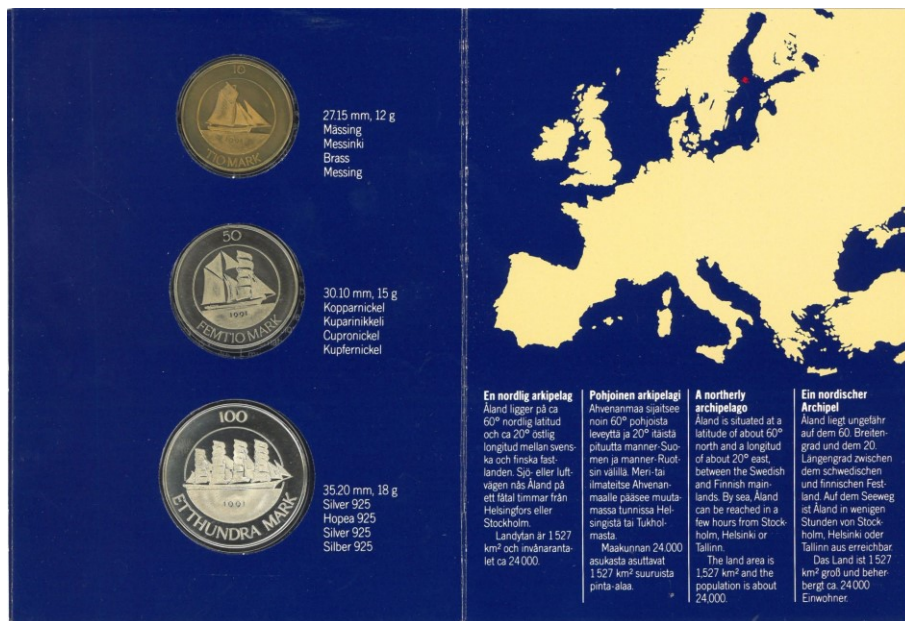 10
TIO MARK
27.15 mm, 12 g
Mässing
Messinki
Brass
Messing
50
1991
FEMTIO MARK
30.10 mm, 15 g
Kopparnickel
Kuparinikkeli
Cupronickel
Kupfernickel
100
1991
ETTHUNDRA MARK
35.20 mm, 18 g
Silver 925
Hopea 925
Silver 925
Silber 925
En nordlig arkipelag
Åland ligger på ca
60° nordlig latitud
och ca 20° östlig
longitud mellan svens-
ka och finska fast-
landen. Sjö- eller luft-
vägen nås Åland på
ett fåtal timmar från
Helsingfors eller
Stockholm.
Landytan är 1 527
km² och invånaranta-
let ca 24 000.
Pohjoinen arkipelagi
Ahvenanmaa sijaitsee
noin 60° pohjoista
leveyttä ja 20° itäistä
pituutta manner-Suo-
men ja manner-Ruot-
sin välillä. Meri-tai
ilmateitse Ahvenan-
maalle pääsee muuta-
massa tunnissa Hel-
singistä tai Tukhol-
masta.
Maakunnan 24.000
asukasta asuttavat
1 527 km² suuruista
pinta-alaa.
A northerly
archipelago
Åland is situated at a
latitude of about 60°
north and a longitude
of about 20° east,
between the Swedish
and Finnish main-
lands. By sea, Åland
can be reached in a
few hours from Stock-
holm, Helsinki or
Tallinn.
The land area is
1,527 km² and the
population is about
24,000.
Ein nordischer
Archipel
Åland liegt ungefähr
auf dem 60. Breiten-
grad und dem 20.
Längengrad zwischen
dem schwedischen
und finnischen Fest-
land. Auf dem Seeweg
ist Åland in wenigen
Stunden von Stock-
holm, Helsinki oder
Tallinn aus erreichbar.
Das Land ist 1 527
km² groß und beher-
bergt ca. 24 000
Einwohner.